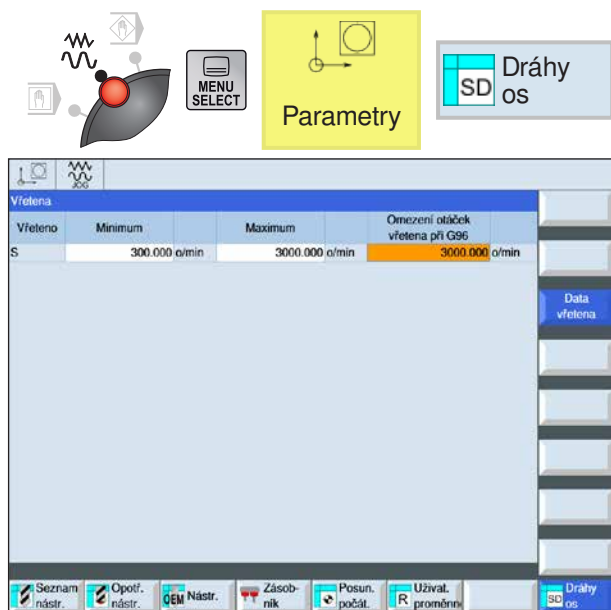 MENU
SELECT
Parametry
SD Dráhy
os
JOG
Vřetena
Vřeteno Minimum Maximum Omezení otáček
vřetena při G96
S 300.000 o/min 3000.000 o/min 3000.000 o/min
Data
vřetena
Seznam
nástr.
Opotř.
nástr.
OEM Nástr.
Zásob-
ník
Posun.
počát.
R Uživat.
proměnn
SD Dráhy
os